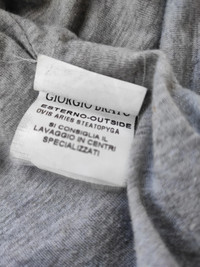 GIORGIO BRATO
ESTERNO-OUTSIDE
OVIS ARIES STEATOPYGA
SI CONSIGLIA IL
LAVAGGIO IN CENTRI
SPECIALIZZATI